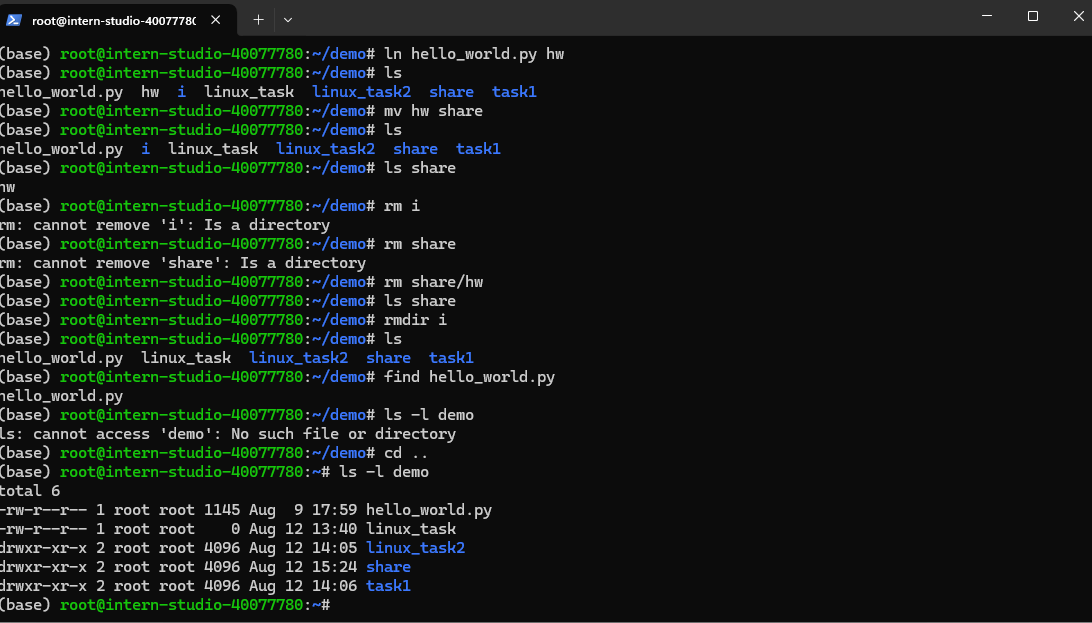 root@intern-studio-4007778(
(base) root@intern-studio-40077780:~/demo# ln hello_world.py hw
(base) root@intern-studio-40077780:~/demo# ls
hello_world.py  hw  i  linux_task  linux_task2  share  task1
(base) root@intern-studio-40077780:~/demo# mv hw share
(base) root@intern-studio-40077780:~/demo# ls
hello_world.py  i  linux_task  linux_task2  share  task1
(base) root@intern-studio-40077780:~/demo# ls share
hw
(base) root@intern-studio-40077780:~/demo# rm i
rm: cannot remove 'i': Is a directory
(base) root@intern-studio-40077780:~/demo# rm share
rm: cannot remove 'share': Is a directory
(base) root@intern-studio-40077780:~/demo# rm share/hw
(base) root@intern-studio-40077780:~/demo# ls share
(base) root@intern-studio-40077780:~/demo# rmdir i
(base) root@intern-studio-40077780:~/demo# ls
hello_world.py  linux_task  linux_task2  share  task1
(base) root@intern-studio-40077780:~/demo# find hello_world.py
hello_world.py
(base) root@intern-studio-40077780:~/demo# ls -l demo
ls: cannot access 'demo': No such file or directory
(base) root@intern-studio-40077780:~/demo# cd ..
(base) root@intern-studio-40077780:~# ls -l demo
total 6
-rw-r--r-- 1 root root 1145 Aug  9 17:59 hello_world.py
-rw-r--r-- 1 root root    0 Aug 12 13:40 linux_task
drwxr-xr-x 2 root root 4096 Aug 12 14:05 linux_task2
drwxr-xr-x 2 root root 4096 Aug 12 15:24 share
drwxr-xr-x 2 root root 4096 Aug 12 14:06 task1
(base) root@intern-studio-40077780:~#